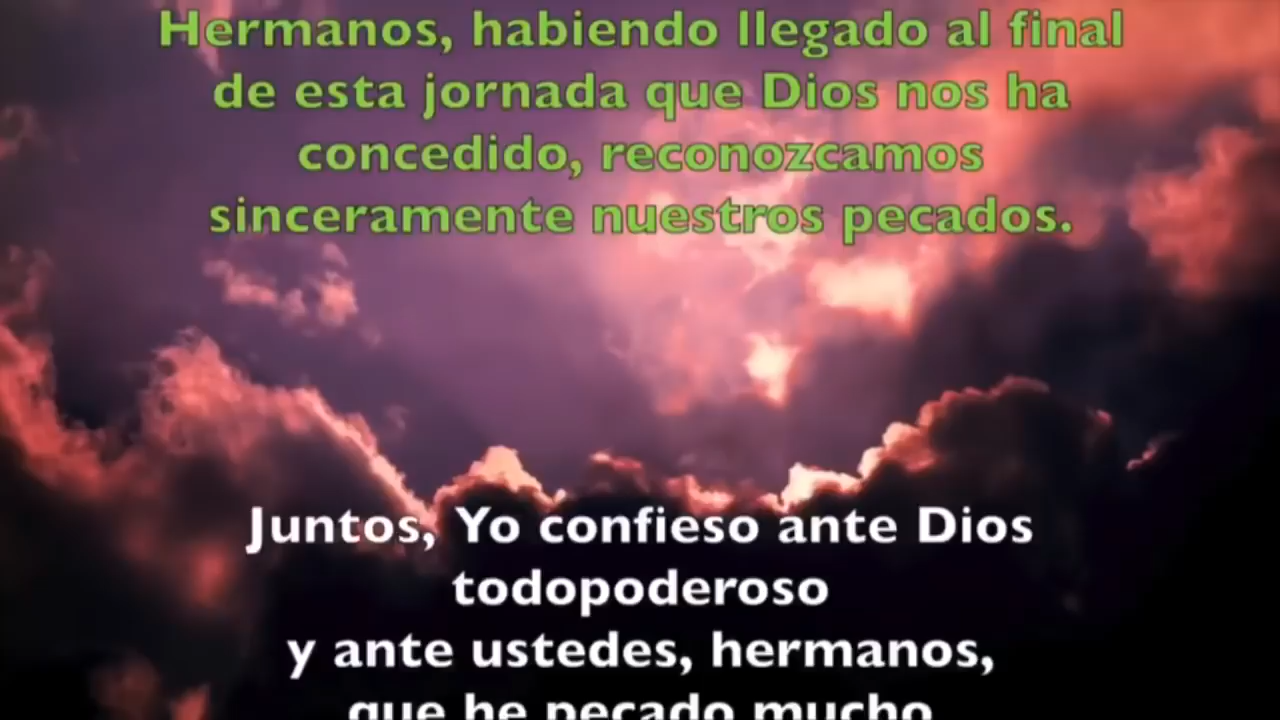 Hermanos, habiendo llegado al final
de esta jornada que Dios nos ha
concedido, reconozcamos
sinceramente nuestros pecados.
Juntos, Yo confieso ante Dios
todopoderoso
y ante ustedes, hermanos,
que he pecado mucho